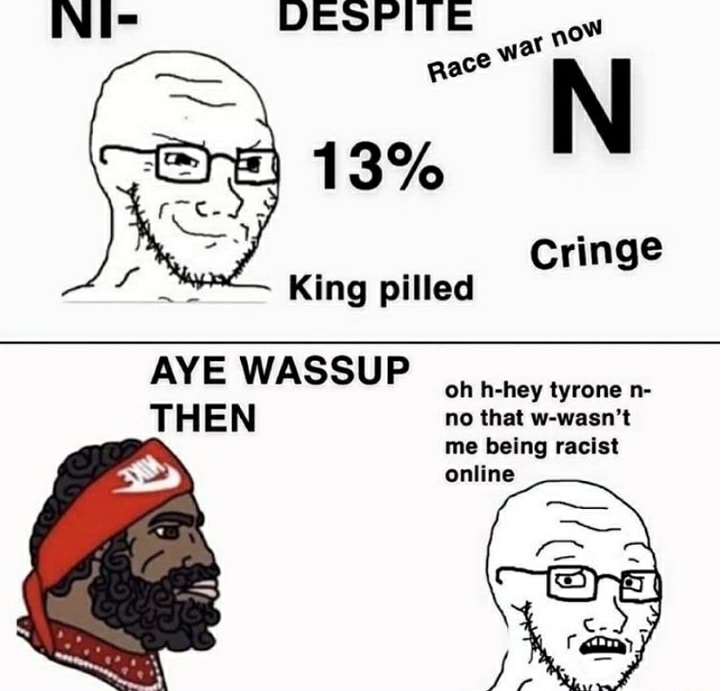 NI-
DESPITE
Race war now
N
13%
Cringe
King pilled
AYE WASSUP
THEN
oh h-hey tyrone n-
no that w-wasn't
me being racist
online
NIKE